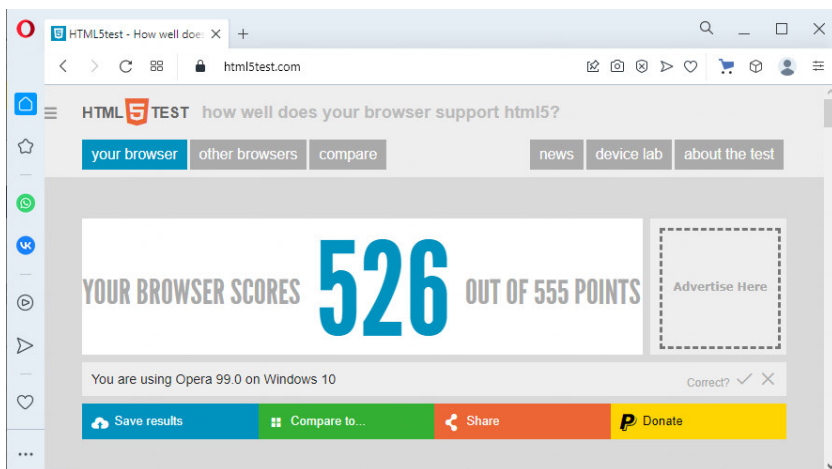 HTML5test - How well doe
html5test.com
HTML 5 TEST how well does your browser support html5?
your browser other browsers compare news device lab about the test
YOUR BROWSER SCORES 526 OUT OF 555 POINTS
Advertise Here
You are using Opera 99.0 on Windows 10
Correct?
Save results Compare to... Share Donate